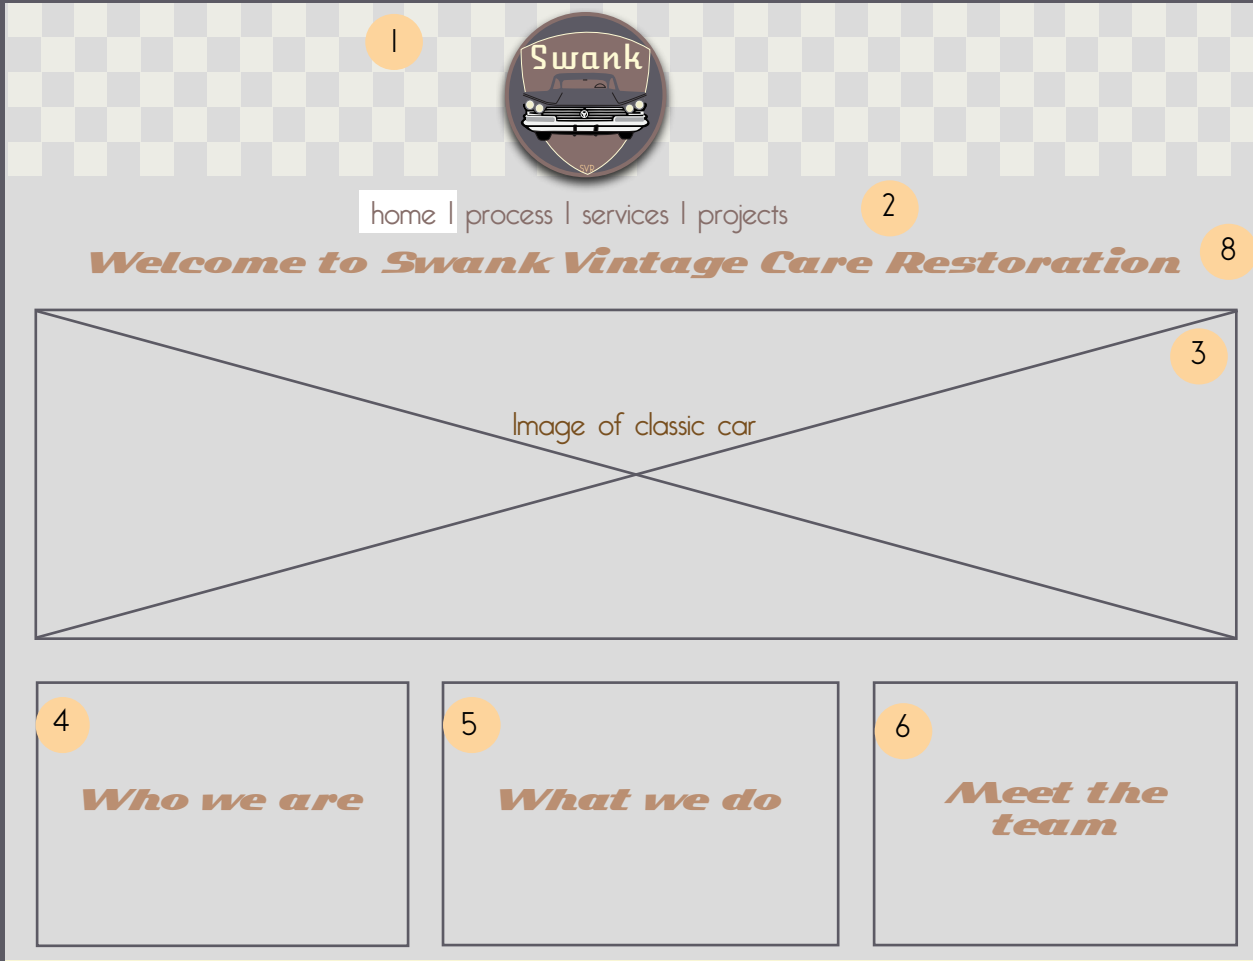 1
Swank
SVR
home | process | services | projects
2
Welcome to Swank Vintage Care Restoration
8
3
Image of classic car
4
Who we are
5
What we do
6
Meet the
team